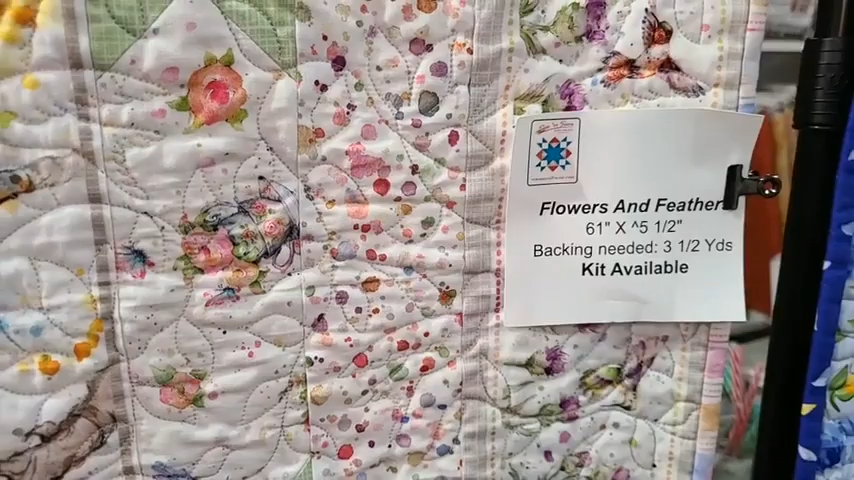 Flowers And Feather
61" X ^5 1/2"
Backing needed: 3 1/2 Yds
Kit Available